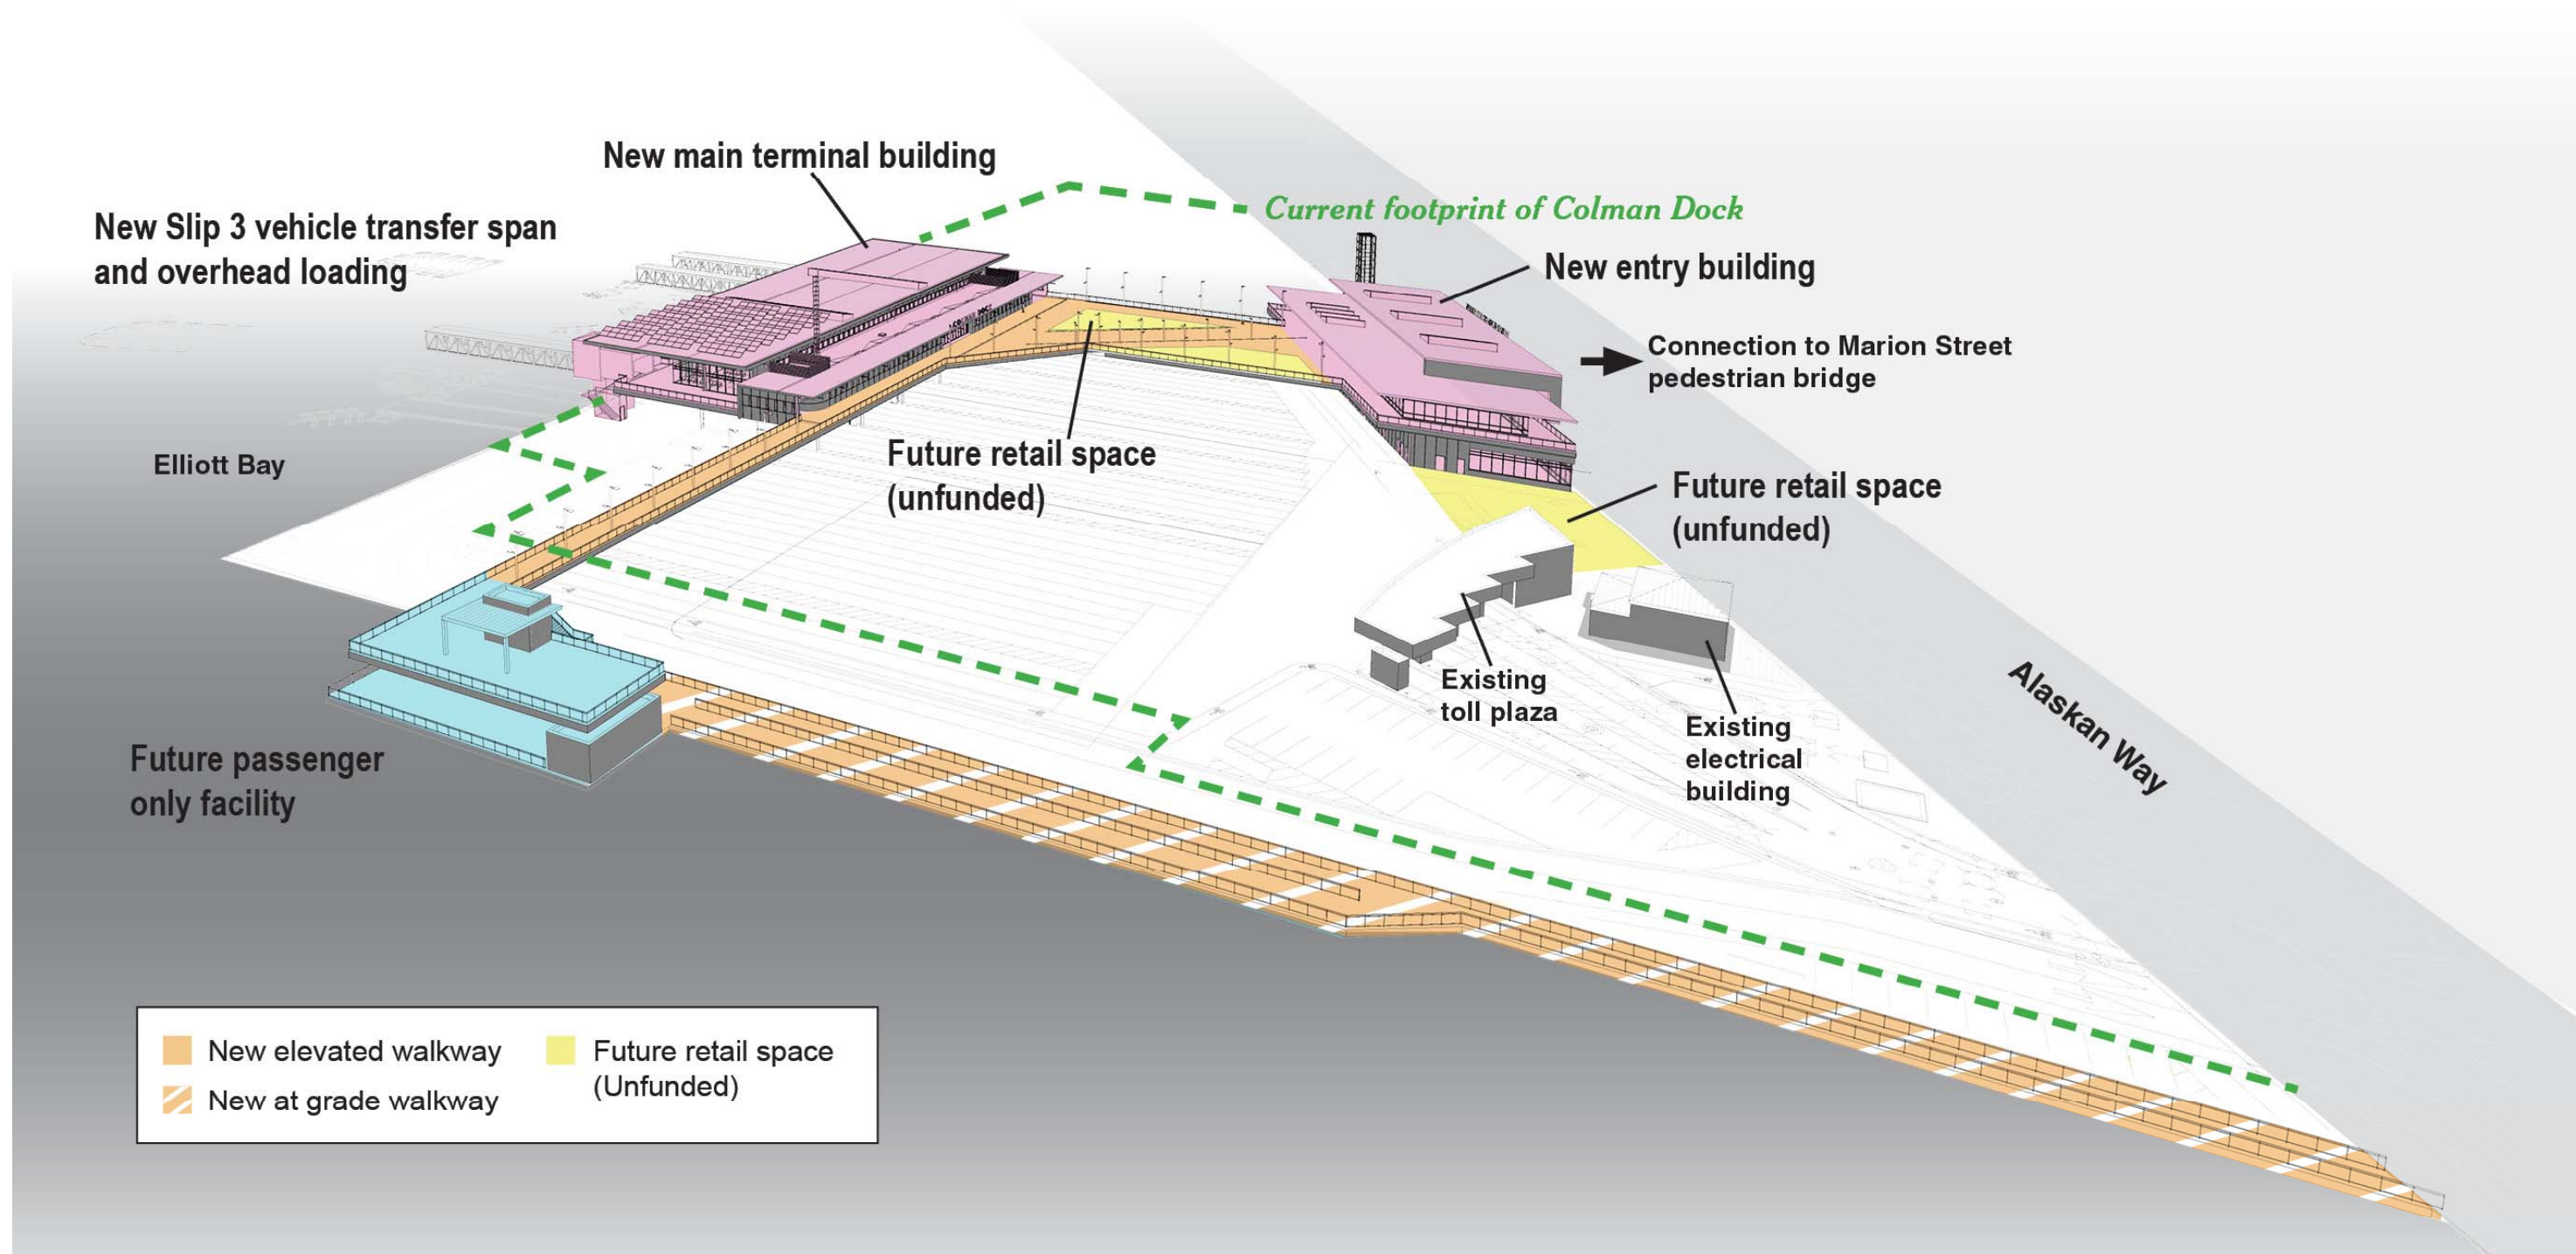 New main terminal building
New Slip 3 vehicle transfer span
and overhead loading
Current footprint of Colman Dock
New entry building
Connection to Marion Street
pedestrian bridge
Future retail space
(unfunded)
Elliott Bay
Future retail space
(unfunded)
Existing
toll plaza
Existing
electrical
building
Alaskan Way
Future passenger
only facility
New elevated walkway
New at grade walkway
Future retail space
(Unfunded)